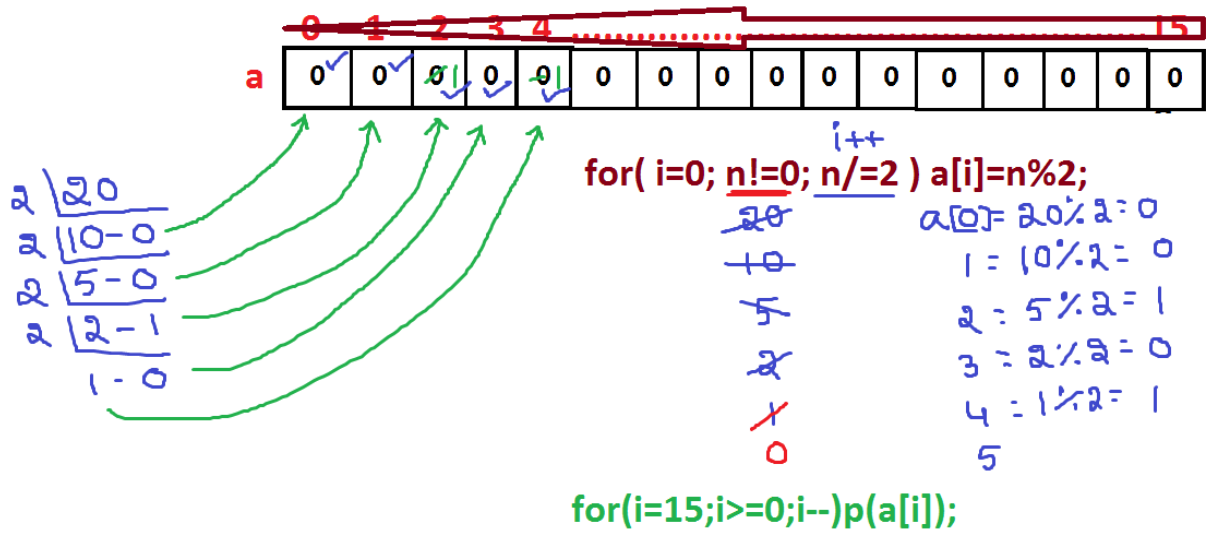 0 1 2 3 4 ........................................................ 15
a 0 0 0 1 0 0 1 0 0 0 0 0 0 0 0 0 0 0
i++
for( i=0; n!=0; n/=2 ) a[i]=n%2;
2 20
2 10-0
2 5-0
2 2-1
1-0
20 a[0]=20%2=0
10 1=10%2=0
5 2=5%2=1
2 3=2%2=0
1 4=1%2=1
0 5
for(i=15;i>=0;i--)p(a[i]);